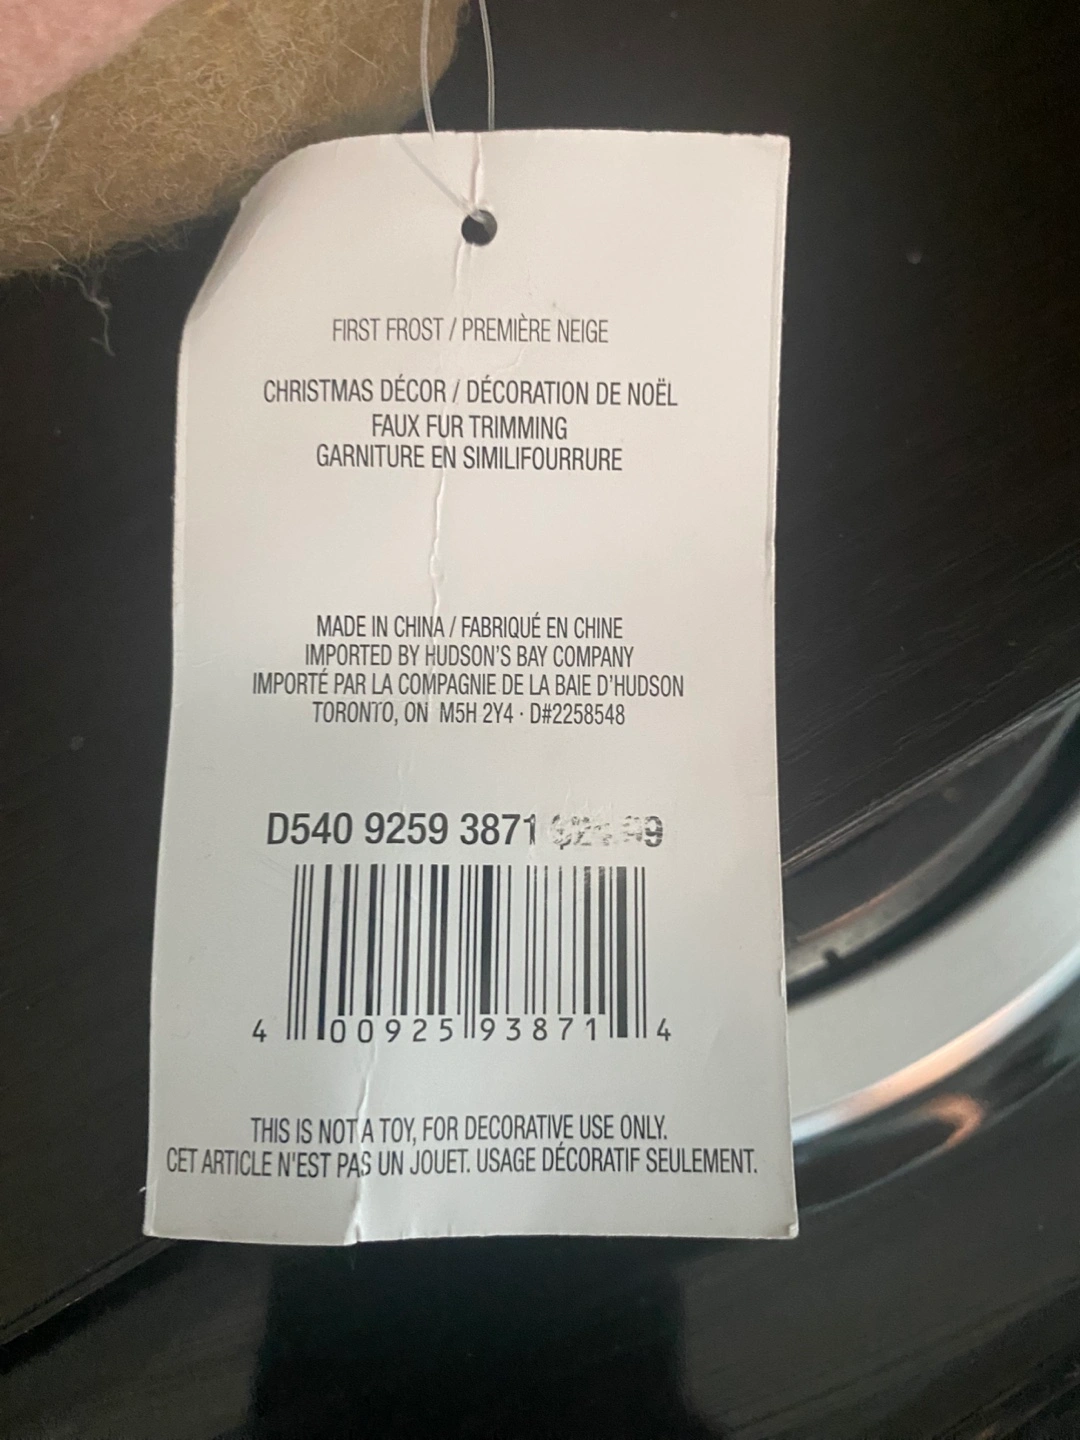 FIRST FROST / PREMIÈRE NEIGE
CHRISTMAS DÉCOR / DÉCORATION DE NOËL
FAUX FUR TRIMMING
GARNITURE EN SIMILIFOURRURE
MADE IN CHINA / FABRIQUÉ EN CHINE
IMPORTED BY HUDSON'S BAY COMPANY
IMPORTÉ PAR LA COMPAGNIE DE LA BAIE D'HUDSON
TORONTO, ON M5H 2Y4 · D#2258548
D540 9259 3871
4 00925 93871 4
THIS IS NOT A TOY, FOR DECORATIVE USE ONLY.
CET ARTICLE N'EST PAS UN JOUET. USAGE DÉCORATIF SEULEMENT.